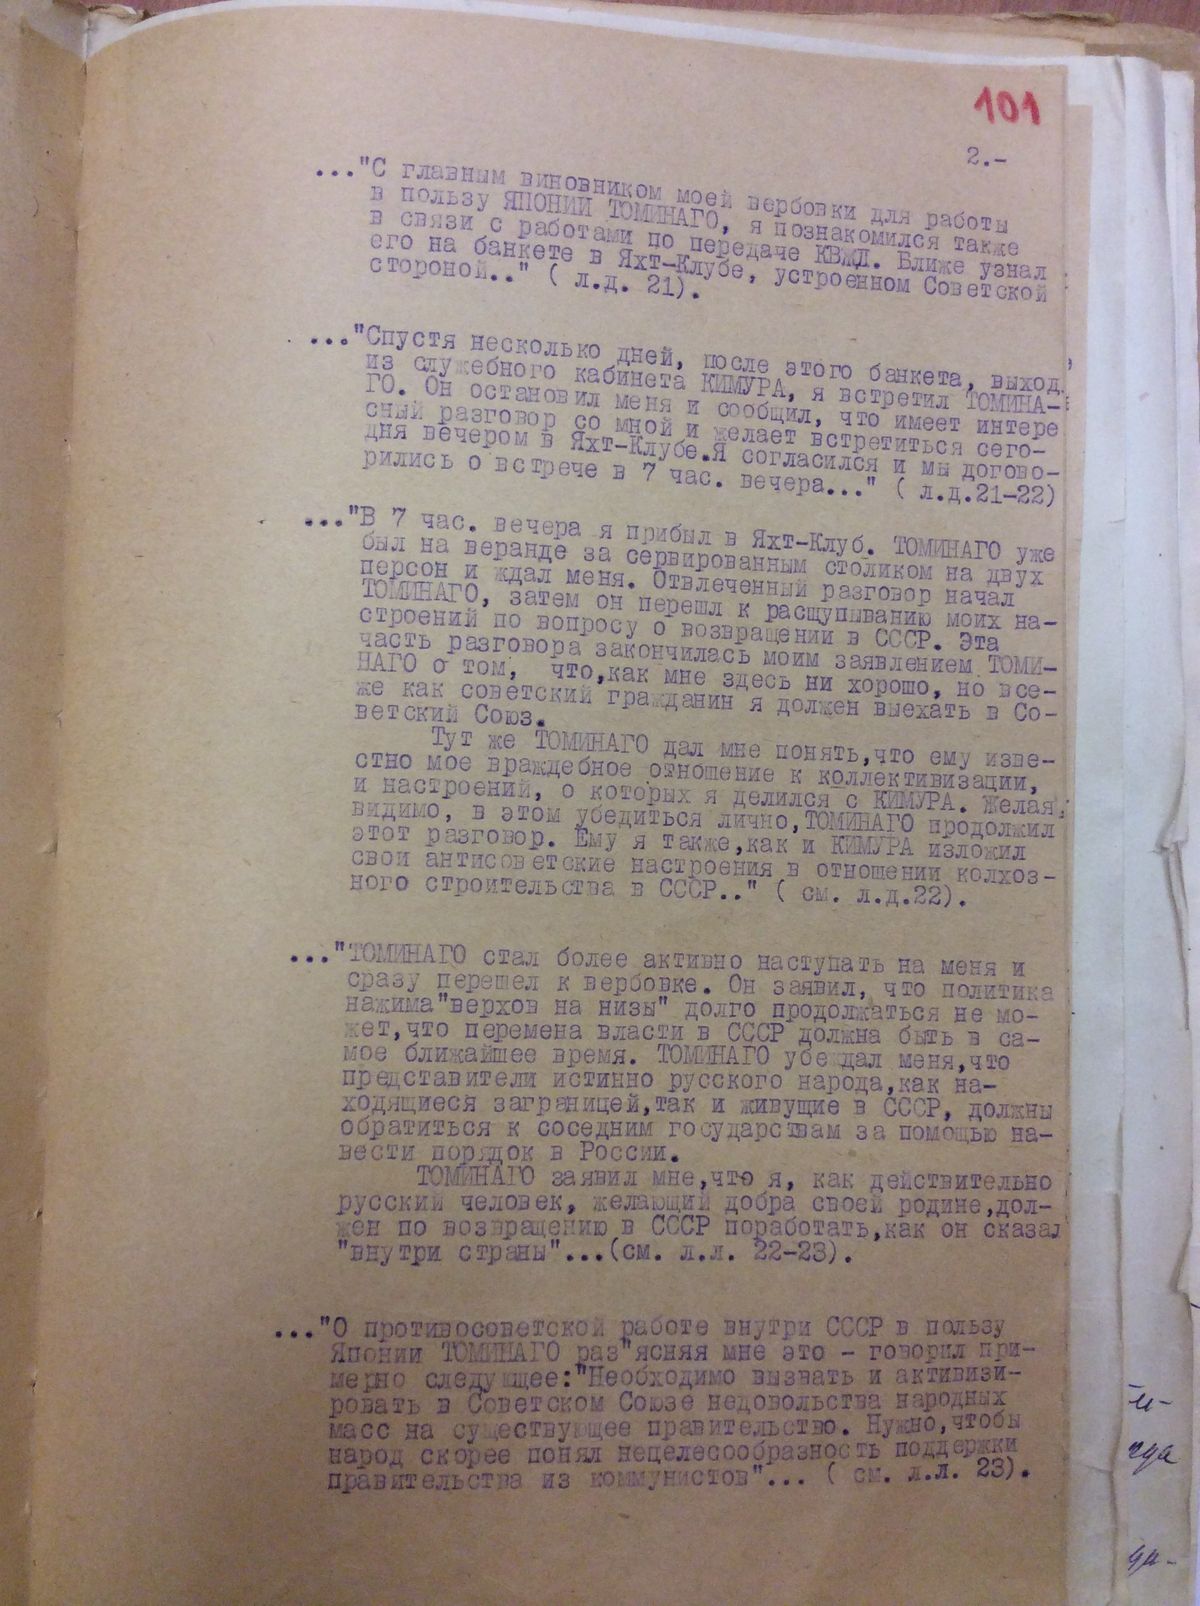 101
2.-
..."С главным виновником моей вербовки для работы
в пользу ЯПОНИИ ТОМИНАГО, я познакомился также
в связи с работами по передаче КВЖД. Ближе узнал
его на банкете в Яхт-Клубе, устроенном Советской
стороной.." ( л.д. 21).
..."Спустя несколько дней, после этого банкета, выход
из служебного кабинета КИМУРА, я встретил ТОМИНА-
ГО. Он остановил меня и сообщил, что имеет интере
сный разговор со мной и желает встретиться сего-
дня вечером в Яхт-Клубе.Я согласился и мы догово-
рились о встрече в 7 час. вечера..." ( л.д.21-22)
..."В 7 час. вечера я прибыл в Яхт-Клуб. ТОМИНАГО уже
был на веранде за сервированным столиком на двух
персон и ждал меня. Отвлеченный разговор начал
ТОМИНАГО, затем он перешл к расщупыванию моих на-
строений по вопросу о возвращении в СССР. Эта
часть разговора закончилась моим заявлением ТОМИ-
НАГО о том, что,как мне здесь ни хорошо, но все-
же как советский гражданин я должен выехать в Со-
ветский Союз.
Тут же ТОМИНАГО дал мне понять,что ему изве-
стно мое враждебное отношение к коллективизации,
и настроений, о которых я делился с КИМУРА. Желая,
видимо, в этом убедиться лично,ТОМИНАГО продолжил
этот разговор. Ему я также,как и КИМУРА изложил
свои антисоветские настроения в отношении колхоз-
ного строительства в СССР.." ( см. л.д.22).
..."ТОМИНАГО стал более активно наступать на меня и
сразу перешел к вербовке. Он заявил, что политика
нажима"верхов на низы" долго продолжаться не мо-
жет,что перемена власти в СССР должна быть в са-
мое ближайшее время. ТОМИНАГО убеждал меня,что
представители истинно русского народа,как на-
ходящиеся заграницей,так и живущие в СССР, должны
обратиться к соседним государствам за помощью на-
вести порядок в России.
ТОМИНАГО заявил мне,что я, как действительно
русский человек, желающий добра своей родине,дол-
жен по возвращению в СССР поработать,как он сказал
"внутри страны"...(см. л.л. 22-23).
..."О противосоветской работе внутри СССР в пользу
Японии ТОМИНАГО раз"ясняя мне это - говорил при-
мерно следующее:"Необходимо вызвать и активизи-
ровать в Советском Союзе недовольства народных
масс на существующее правительство. Нужно,чтобы
народ скорее понял нецелесообразность поддержки
правительства из коммунистов"... ( см. л.л. 23).